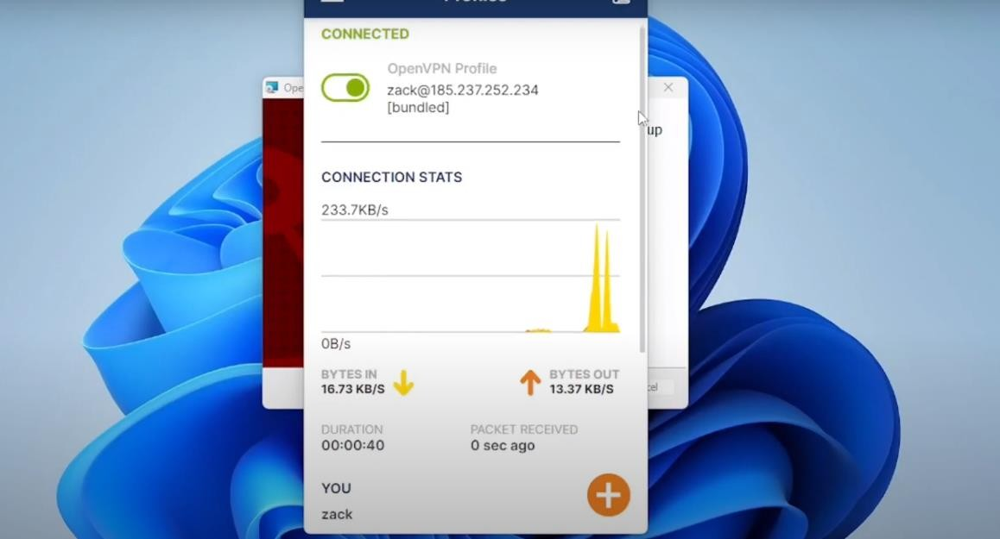 CONNECTED
OpenVPN Profile
zack@185.237.252.234
[bundled]
Ope
up
CONNECTION STATS
233.7KB/s
0B/s
BYTES IN
16.73 KB/S
BYTES OUT
13.37 KB/S
DURATION
00:00:40
PACKET RECEIVED
0 sec ago
YOU
zack